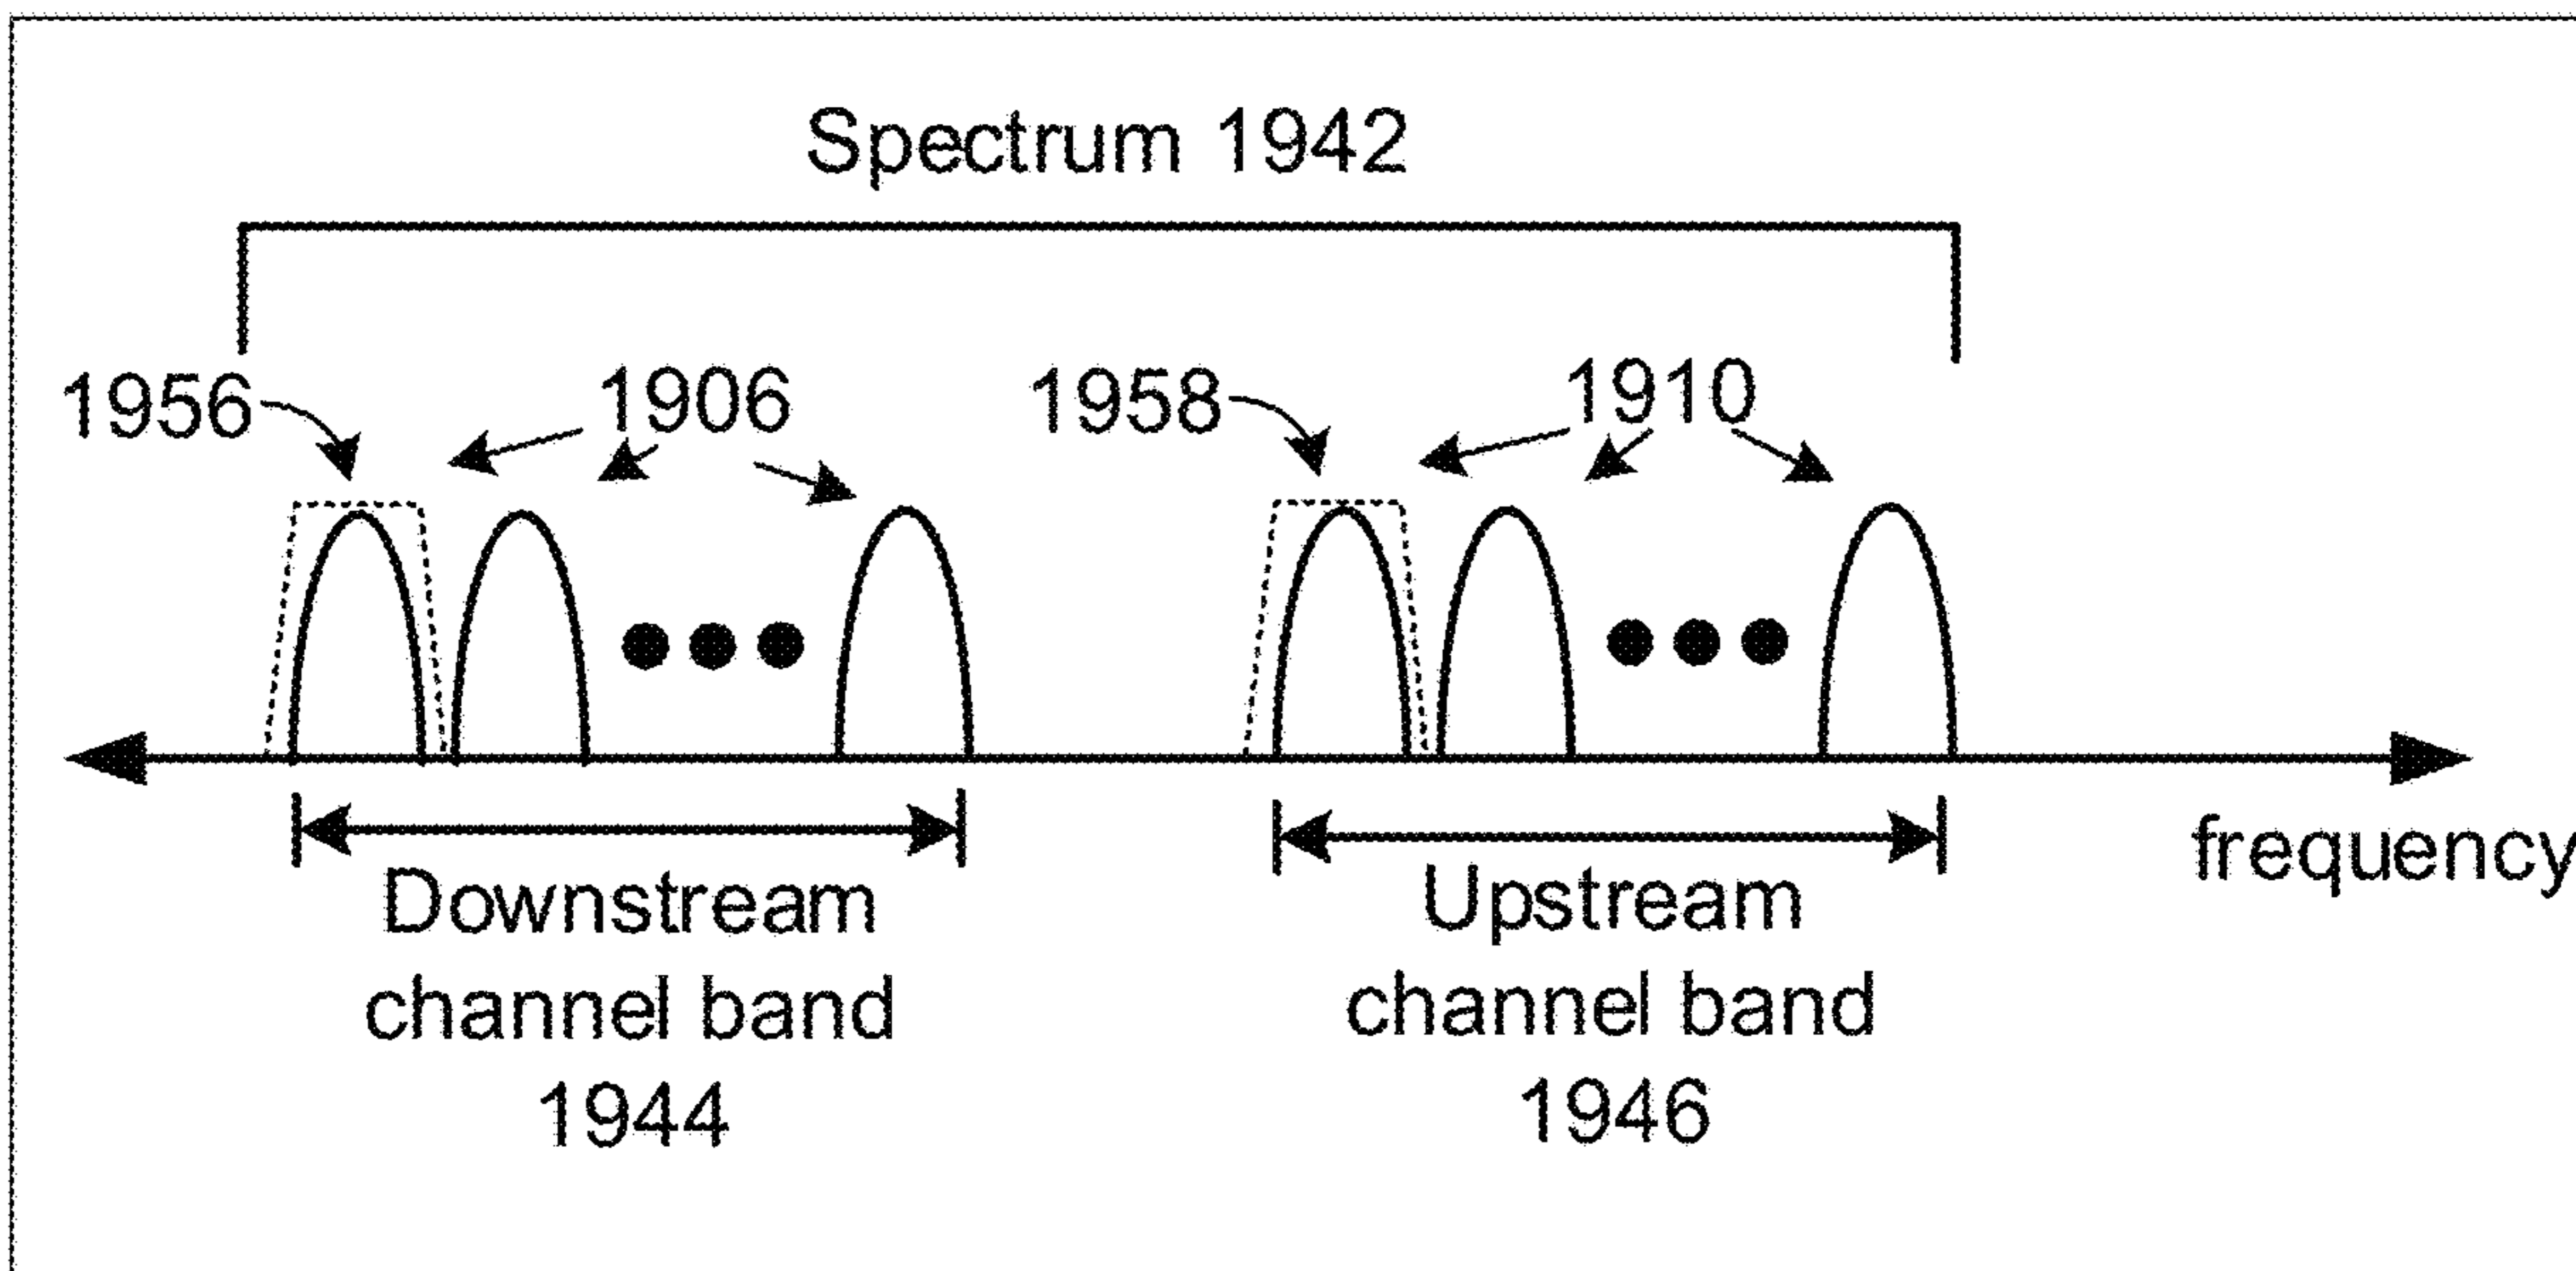 Spectrum 1942
1956
1906
1958
1910
frequency
Downstream
channel band
1944
Upstream
channel band
1946